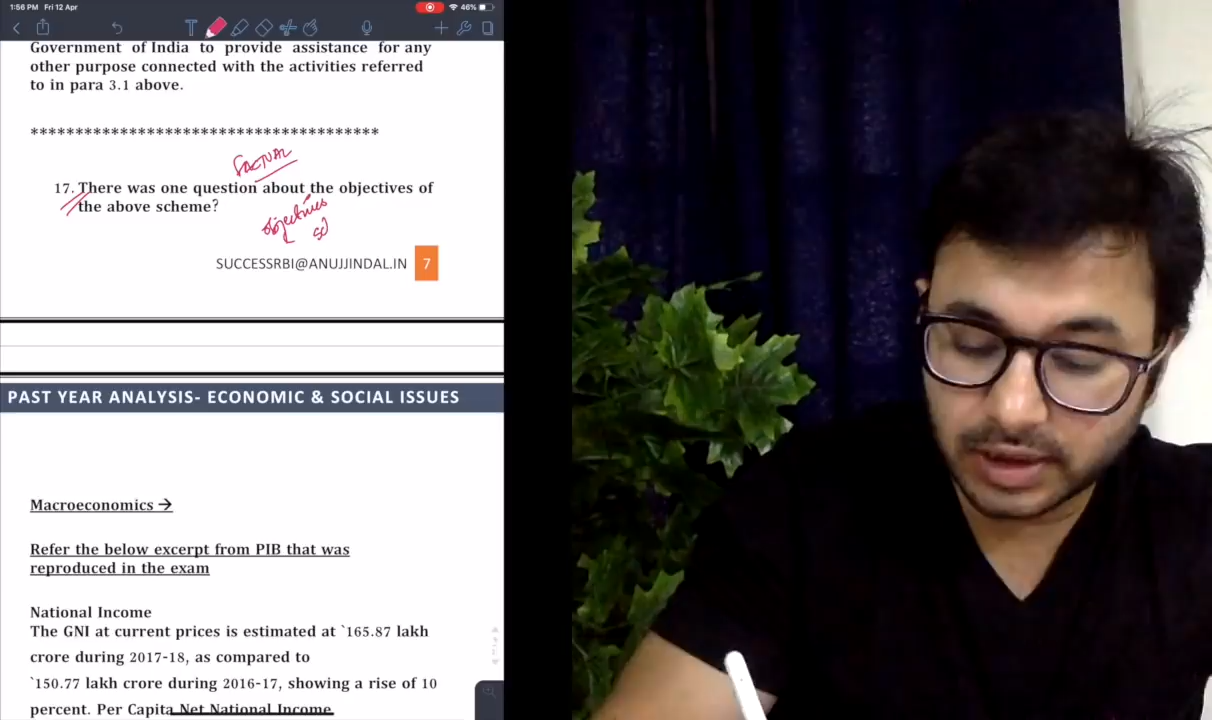 1:56 PM Fri 12 Apr
46%
T
Government of India to provide assistance for any
other purpose connected with the activities referred
to in para 3.1 above.
***************************************
FACTUAL
17. There was one question about the objectives of
the above scheme?
objectives
SUCCESSRBI@ANUJJINDAL.IN 7
PAST YEAR ANALYSIS- ECONOMIC & SOCIAL ISSUES
Macroeconomics →
Refer the below excerpt from PIB that was
reproduced in the exam
National Income
The GNI at current prices is estimated at `165.87 lakh
crore during 2017-18, as compared to
`150.77 lakh crore during 2016-17, showing a rise of 10
percent. Per Capita Net National Income